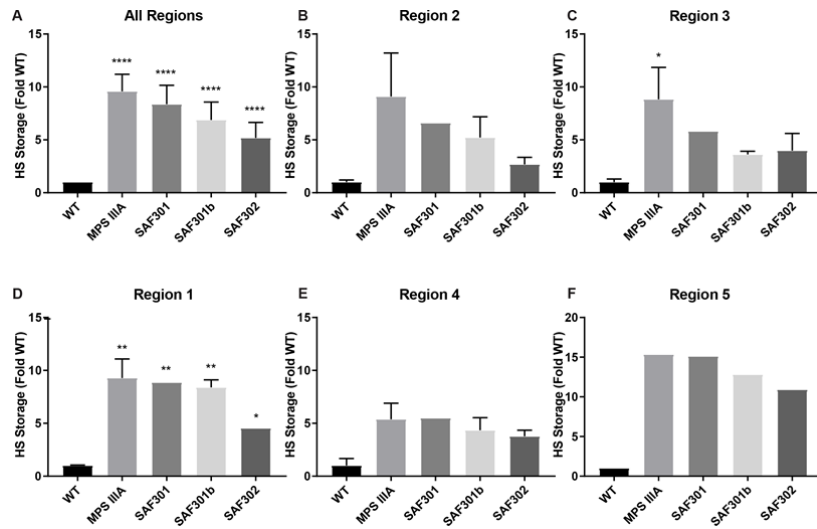 A All Regions
HS Storage (Fold WT)
15
10
5
0
**** **** **** ****
WT MPS IIIA SAF301 SAF301b SAF302
B Region 2
HS Storage (Fold WT)
15
10
5
0
WT MPS IIIA SAF301 SAF301b SAF302
C Region 3
HS Storage (Fold WT)
15
10
5
0
*
WT MPS IIIA SAF301 SAF301b SAF302
D Region 1
HS Storage (Fold WT)
15
10
5
0
** ** ** *
WT MPS IIIA SAF301 SAF301b SAF302
E Region 4
HS Storage (Fold WT)
15
10
5
0
WT MPS IIIA SAF301 SAF301b SAF302
F Region 5
HS Storage (Fold WT)
20
15
10
5
0
WT MPS IIIA SAF301 SAF301b SAF302